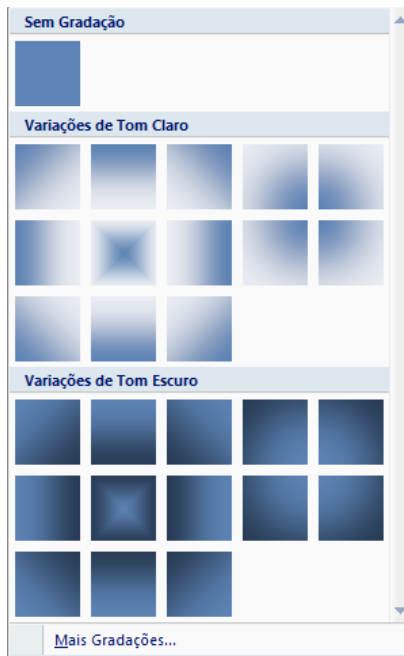 Sem Gradação
Variações de Tom Claro
Variações de Tom Escuro
Mais Gradações...